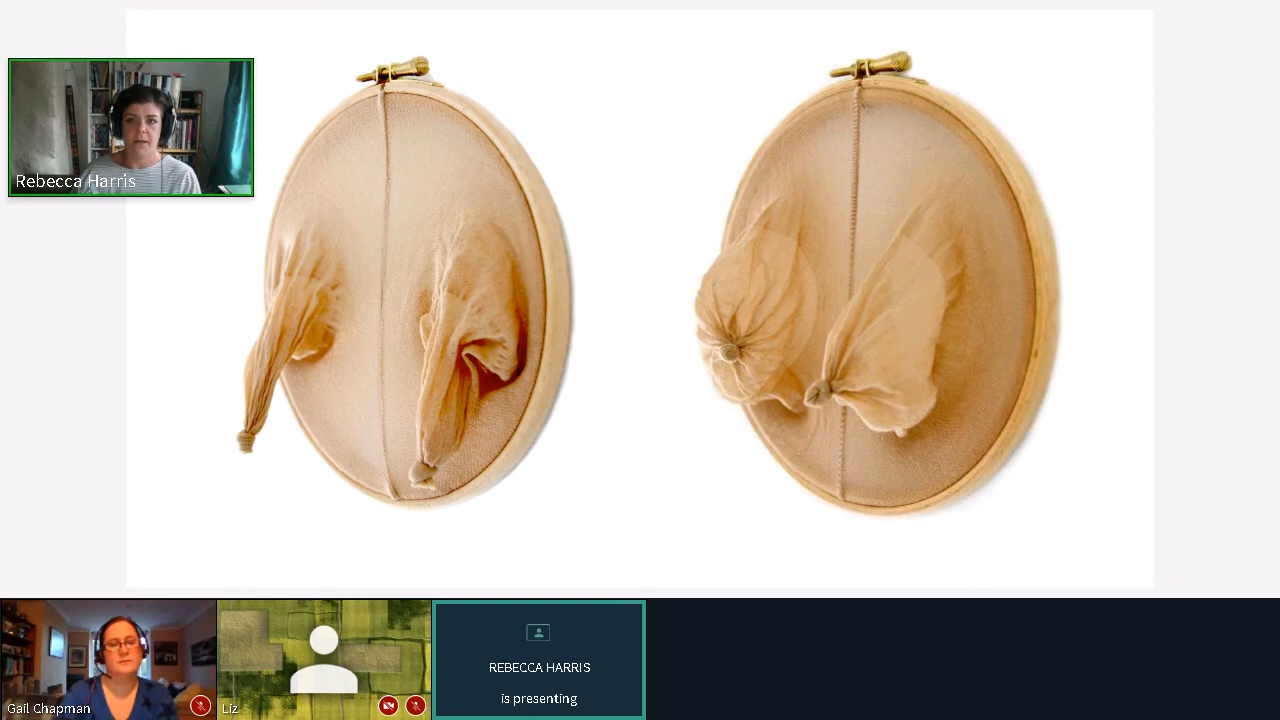 Rebecca Harris
Gail Chapman
Liz
REBECCA HARRIS
is presenting